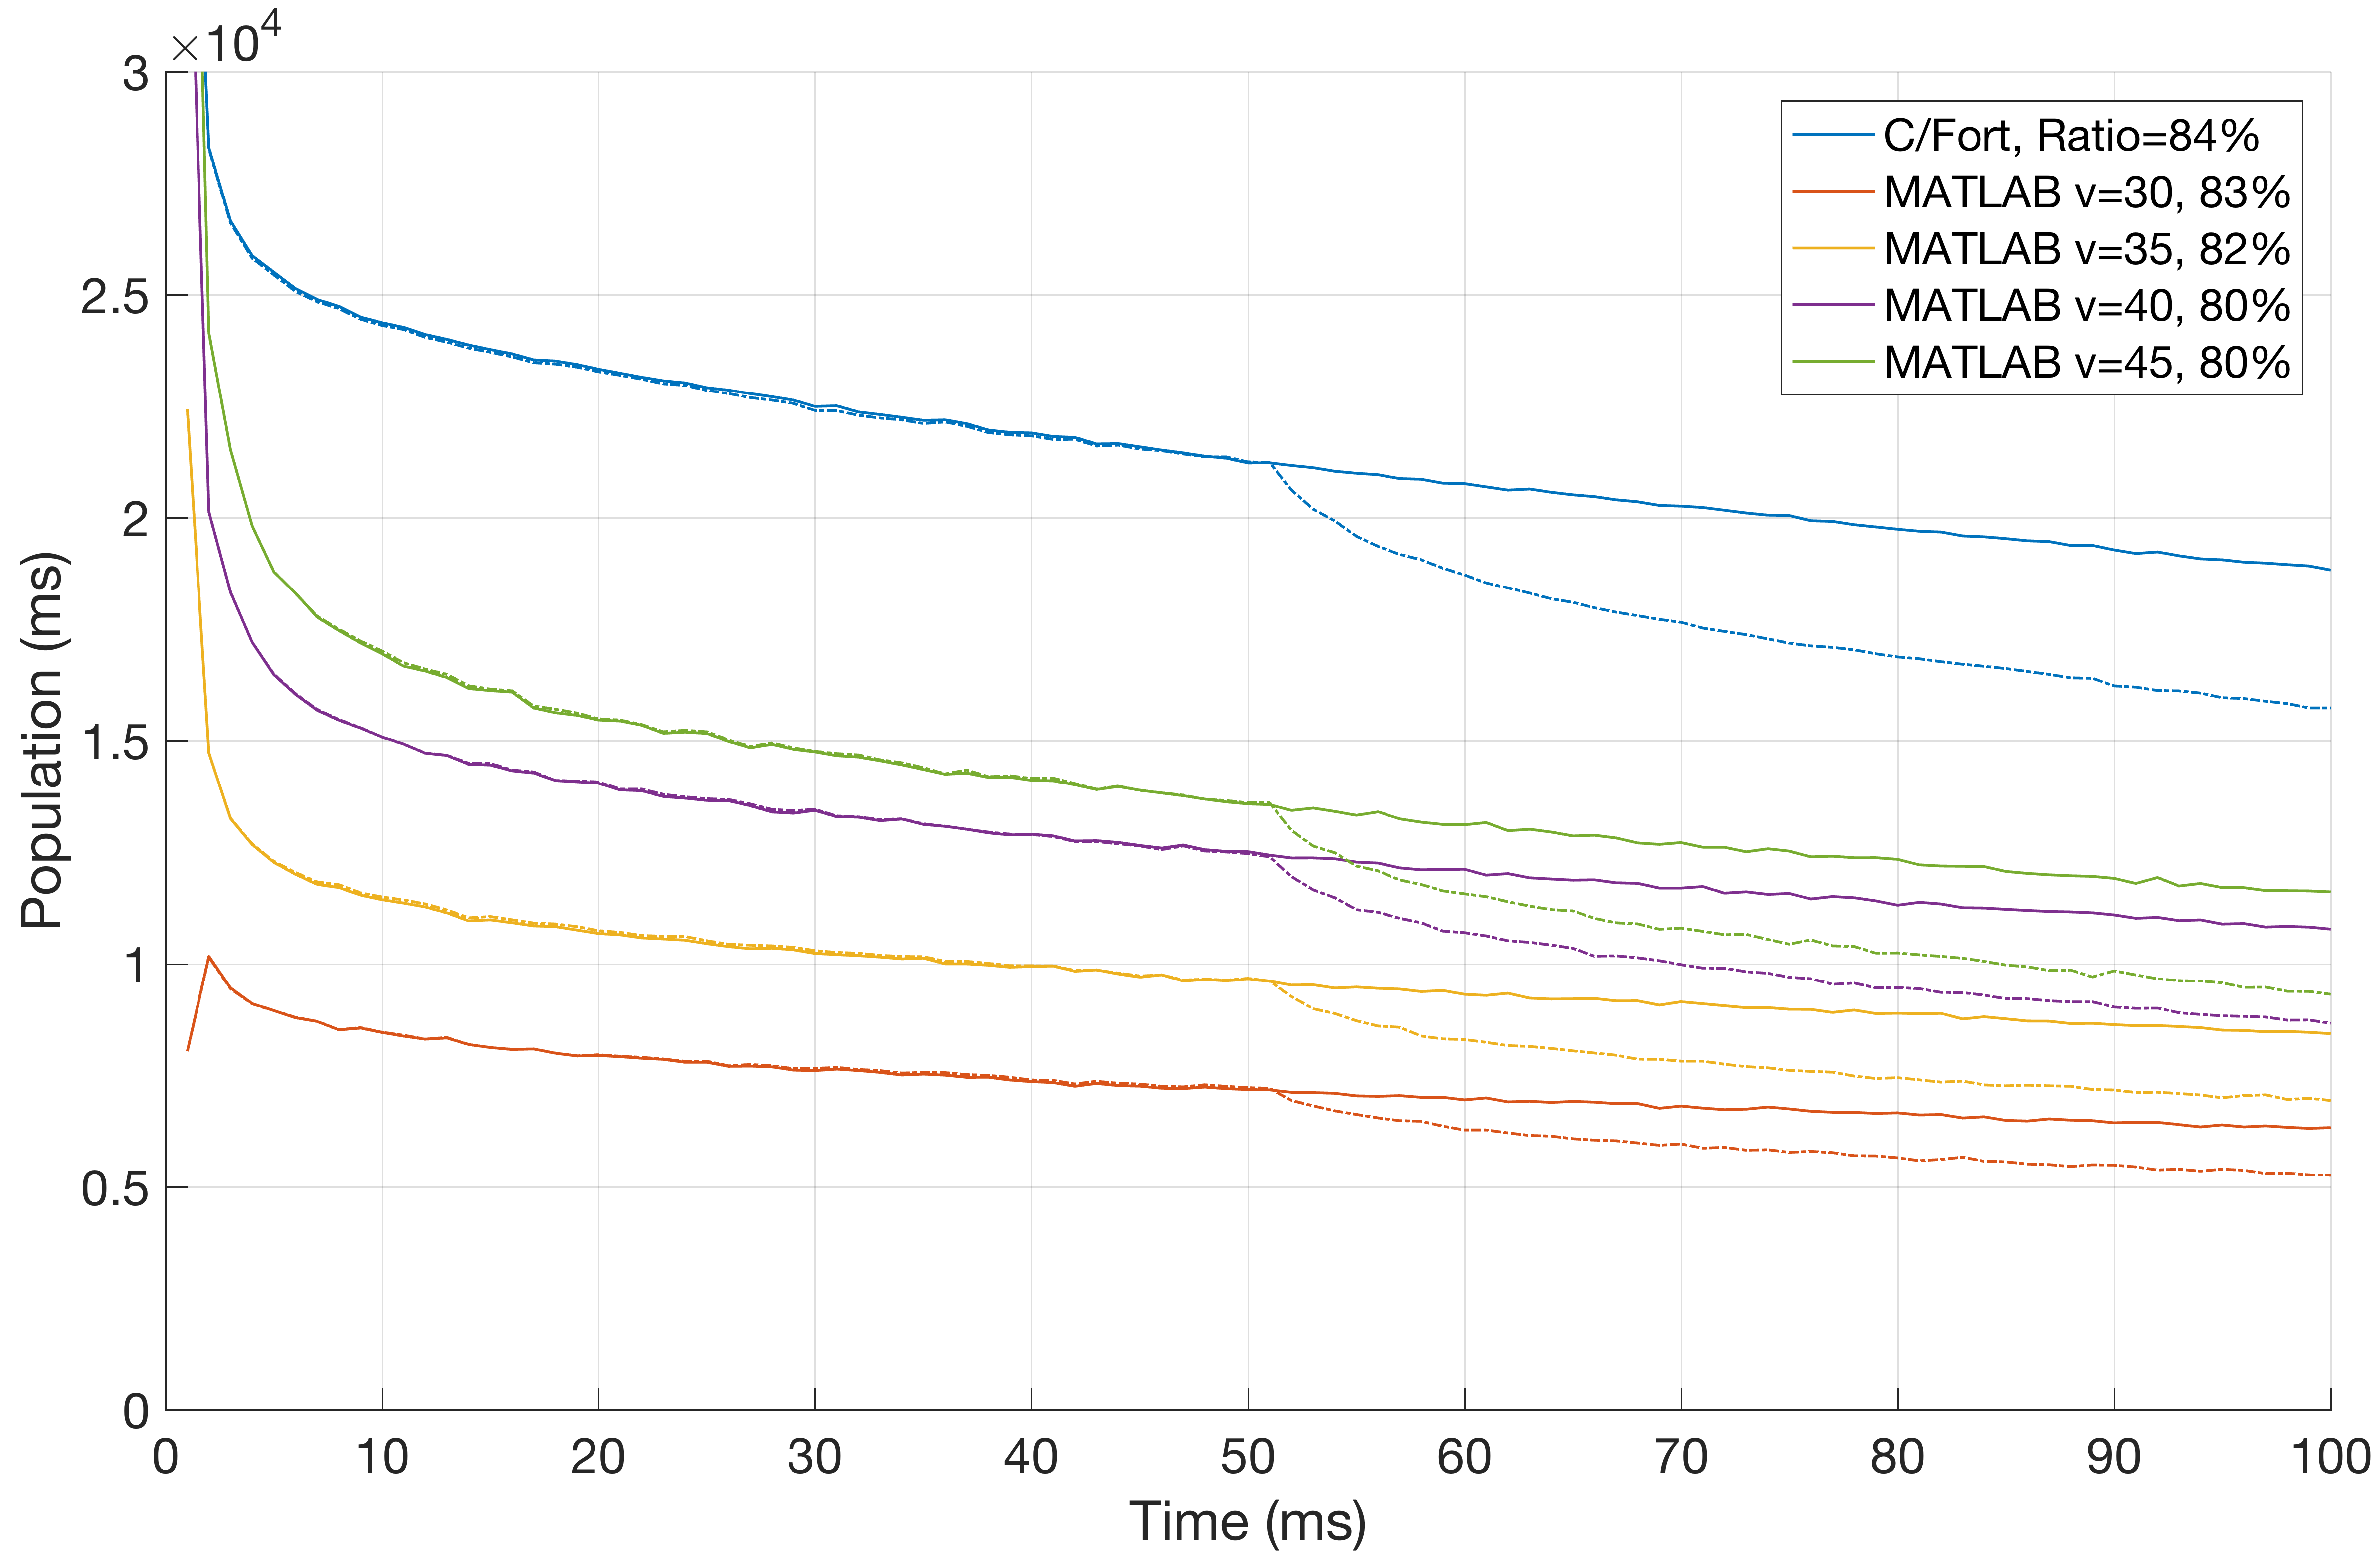 ×10⁴
3
2.5
2
1.5
1
0.5
0
Population (ms)
C/Fort, Ratio=84%
MATLAB v=30, 83%
MATLAB v=35, 82%
MATLAB v=40, 80%
MATLAB v=45, 80%
0 10 20 30 40 50 60 70 80 90 100
Time (ms)